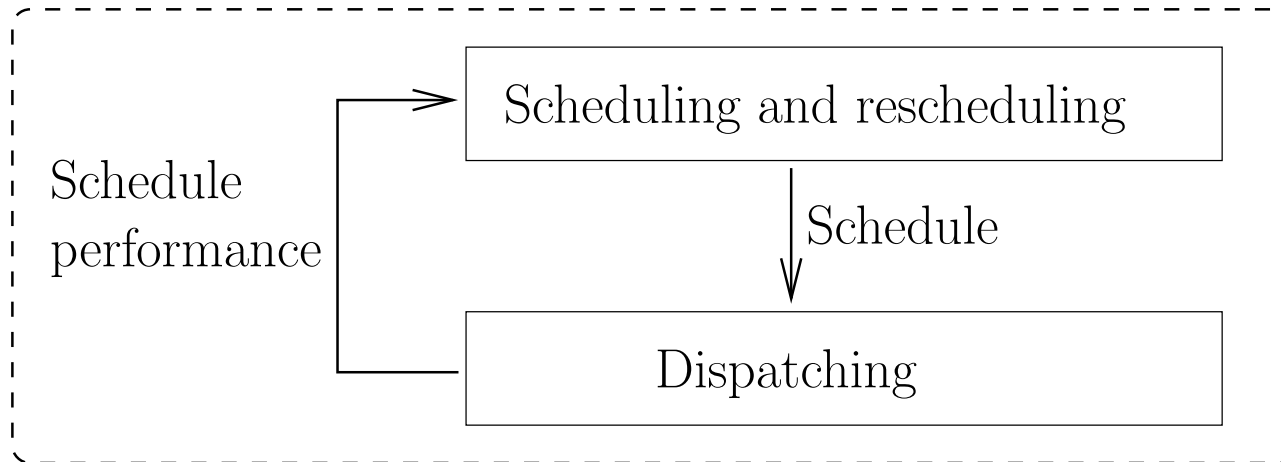 Scheduling and rescheduling
Schedule
performance
Schedule
Dispatching